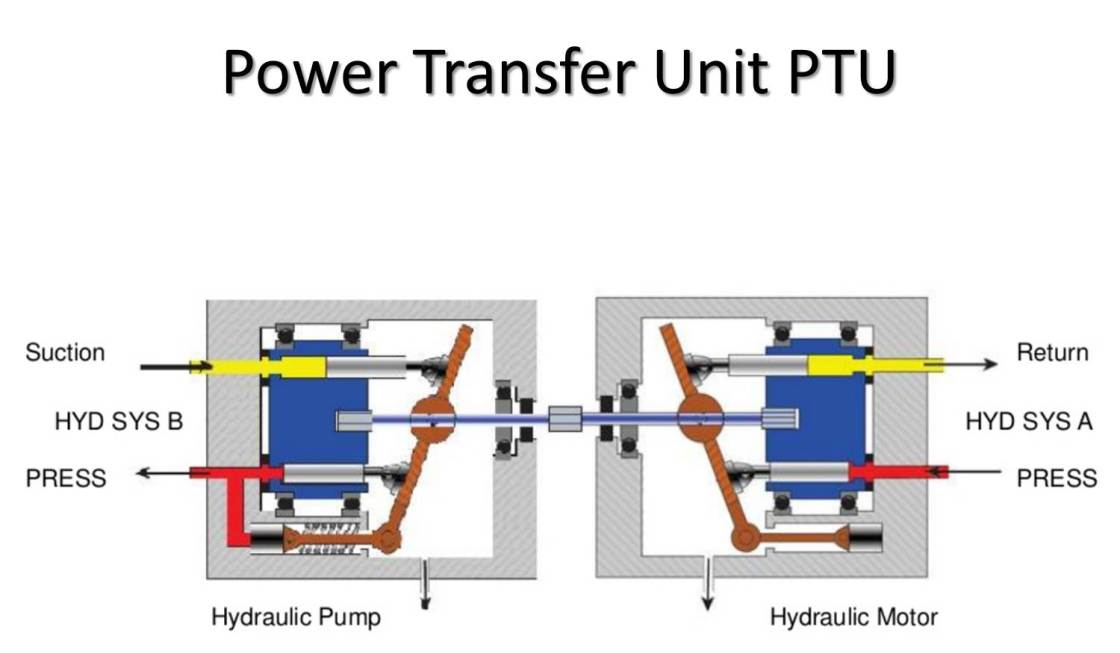 Power Transfer Unit PTU
Suction
Return
HYD SYS B
HYD SYS A
PRESS
PRESS
Hydraulic Pump
Hydraulic Motor